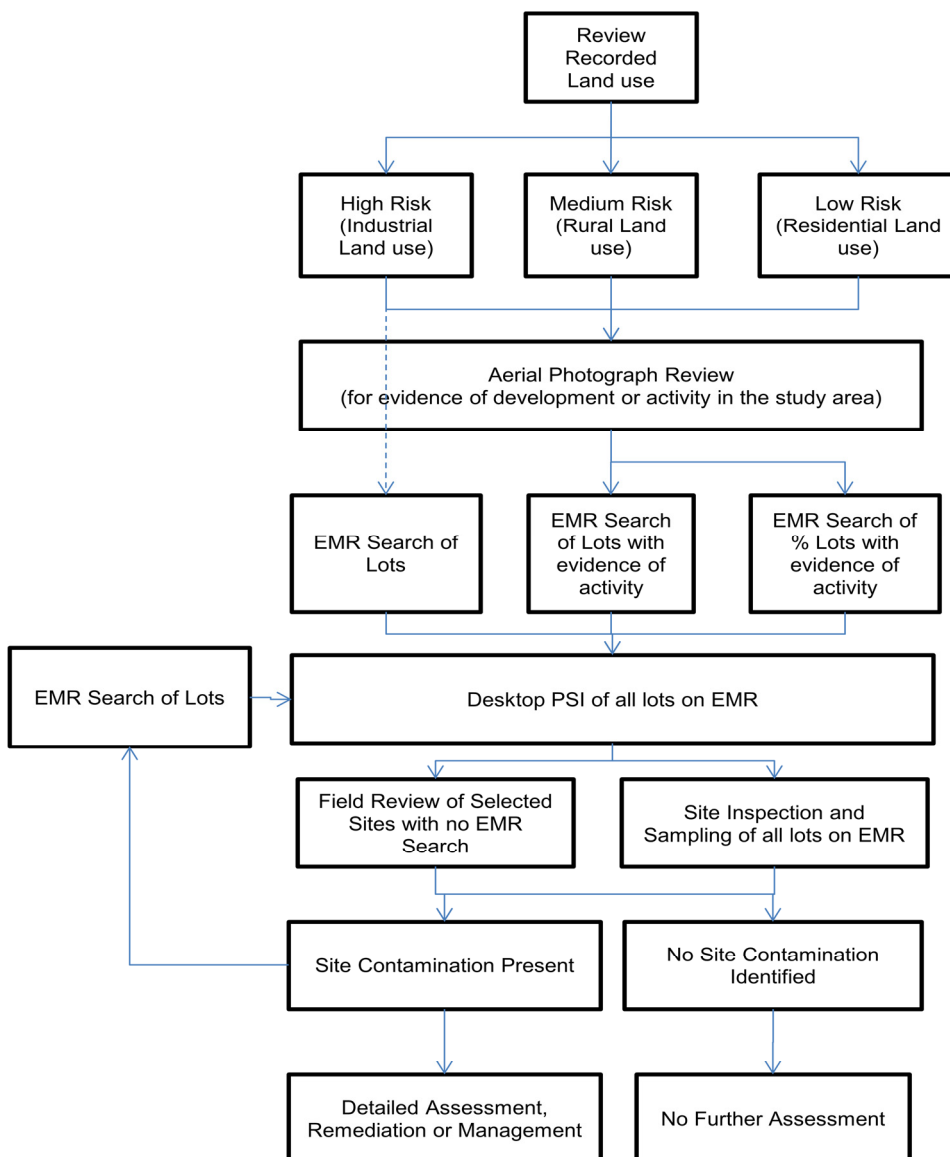 Review
Recorded
Land use
High Risk
(Industrial
Land use)
Medium Risk
(Rural Land
use)
Low Risk
(Residential Land
use)
Aerial Photograph Review
(for evidence of development or activity in the study area)
EMR Search of
Lots
EMR Search
of Lots with
evidence of
activity
EMR Search of
% Lots with
evidence of
activity
EMR Search of Lots
Desktop PSI of all lots on EMR
Field Review of Selected
Sites with no EMR
Search
Site Inspection and
Sampling of all lots on EMR
Site Contamination Present
No Site Contamination
Identified
Detailed Assessment,
Remediation or Management
No Further Assessment